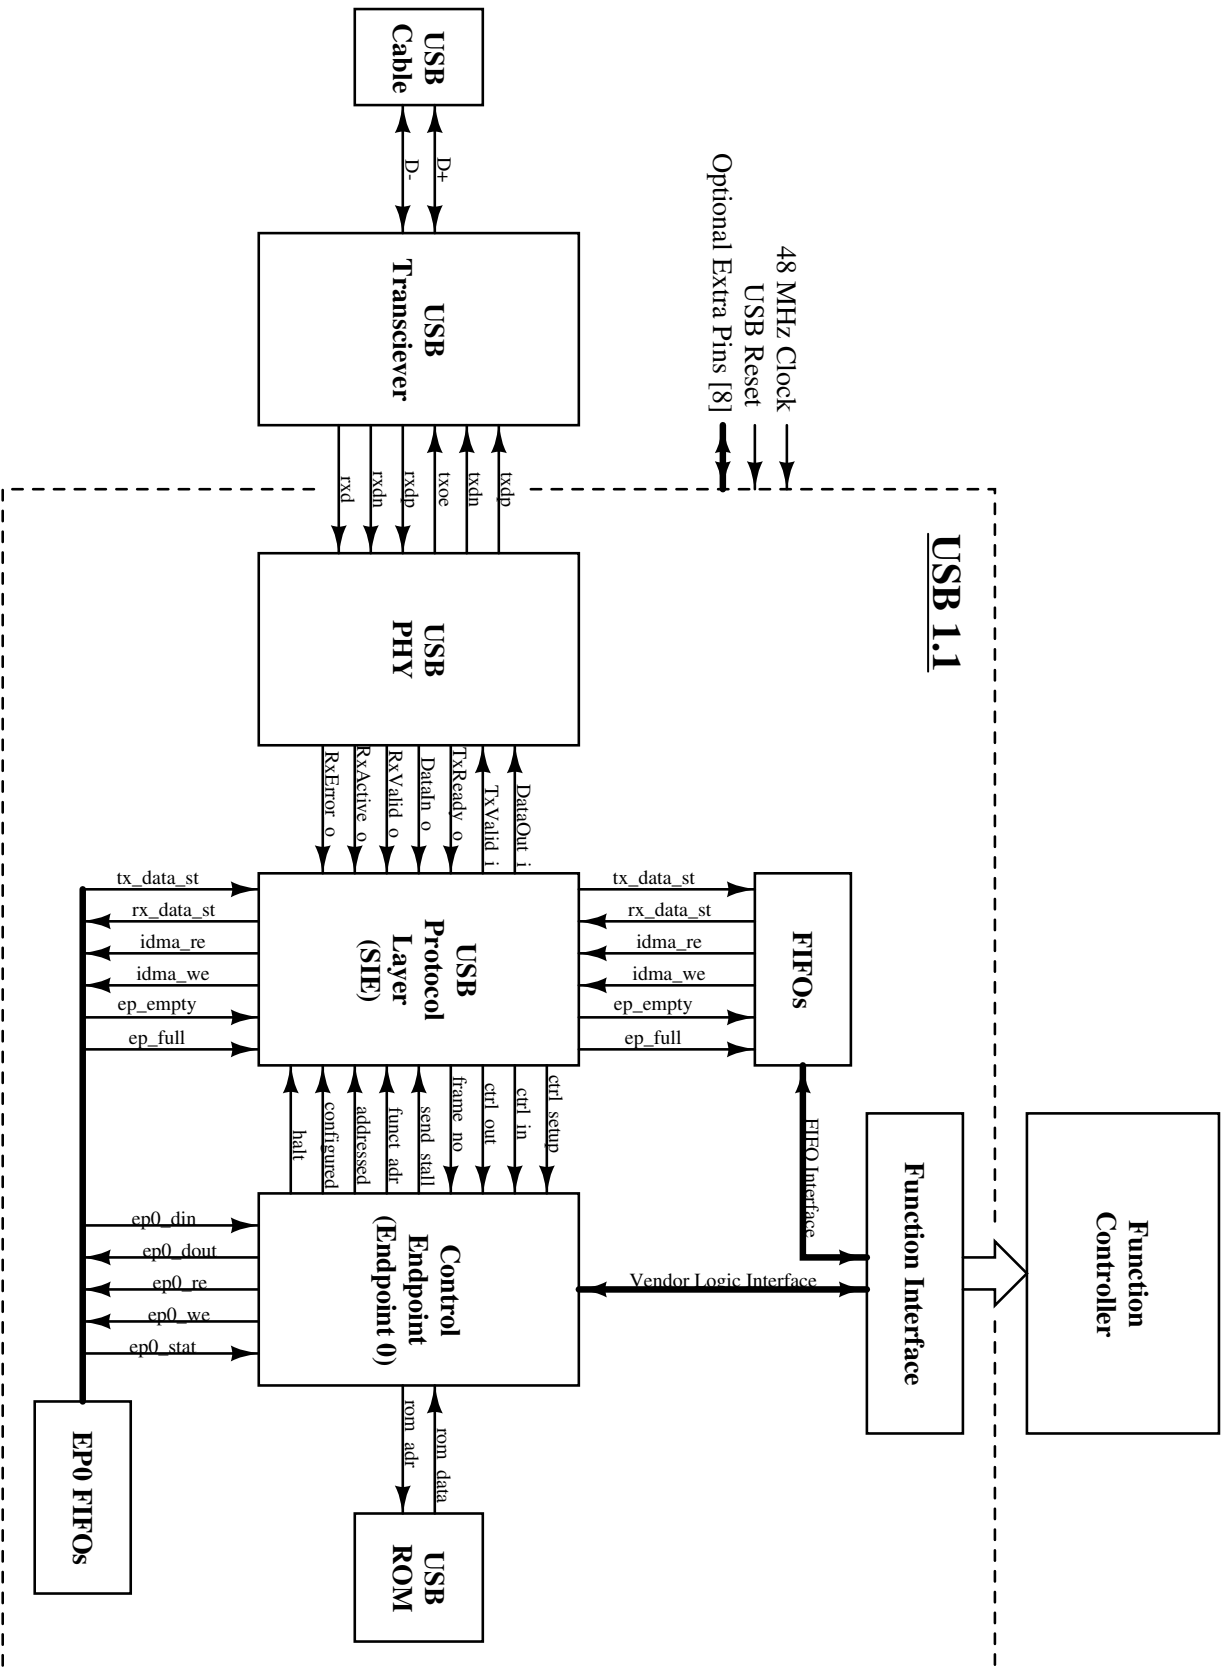 USB
Cable
D+
D-
USB
Transciever
Optional Extra Pins [8]
USB Reset
48 MHz Clock
USB 1.1
txdp
txdn
txoe
rxdp
rxdn
rxd
USB
PHY
DataOut_i
TxValid_i
TxReady_o
DataIn_o
RxValid_o
RxActive_o
RxError_o
tx_data_st
rx_data_st
idma_re
idma_we
ep_empty
ep_full
USB
Protocol
Layer
(SIE)
tx_data_st
rx_data_st
idma_re
idma_we
ep_empty
ep_full
FIFOs
FIFO Interface
ctrl_setup
ctrl_in
ctrl_out
frame_no
send_stall
funct_adr
addressed
configured
halt
Control
Endpoint
(Endpoint 0)
Vendor Logic Interface
Function Interface
Function
Controller
ep0_din
ep0_dout
ep0_re
ep0_we
ep0_stat
rom_data
rom_adr
USB
ROM
EP0 FIFOs